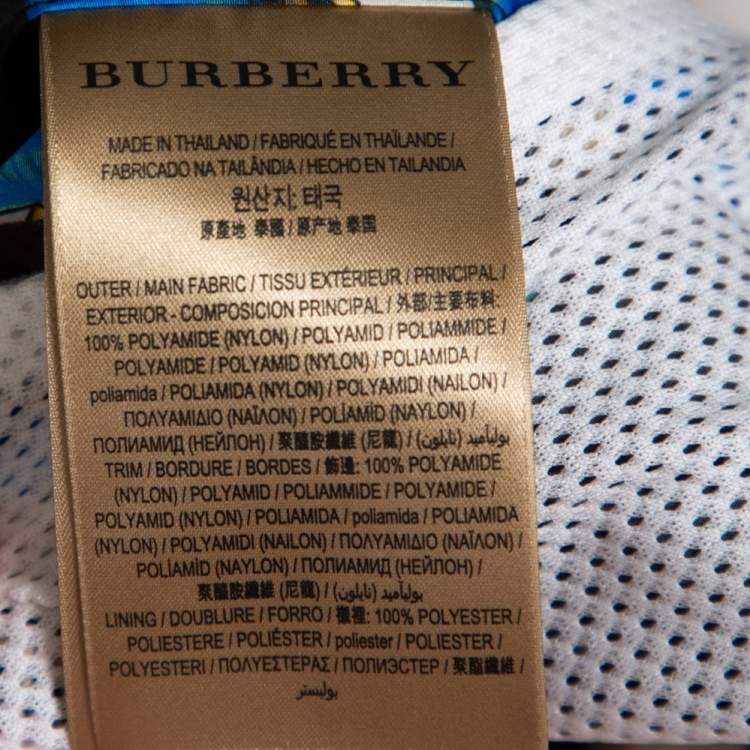 BURBERRY
MADE IN THAILAND / FABRIQUÉ EN THAÏLANDE /
FABRICADO NA TAILÂNDIA / HECHO EN TAILANDIA
원산지: 태국
原產地 泰國 / 原产地 泰国
OUTER / MAIN FABRIC / TISSU EXTÉRIEUR / PRINCIPAL /
EXTERIOR - COMPOSICION PRINCIPAL / 外部/主要布料:
100% POLYAMIDE (NYLON) / POLYAMID / POLIAMMIDE /
POLYAMIDE / POLYAMID (NYLON) / POLIAMIDA /
poliamida / POLIAMIDA (NYLON) / POLYAMIDI (NAILON) /
ΠΟΛΥΑΜΙΔΙΟ (ΝΑΪΛΟΝ) / POLÍAMÍD (NAYLON) /
ПОЛИАМИД (НЕЙЛОН) / 聚醯胺纖維 (尼龍) / بولياميد (نايلون) /
TRIM / BORDURE / BORDES / 飾邊: 100% POLYAMIDE
(NYLON) / POLYAMID / POLIAMMIDE / POLYAMIDE /
POLYAMID (NYLON) / POLIAMIDA / poliamida / POLIAMIDA
(NYLON) / POLYAMIDI (NAILON) / ΠΟΛΥΑΜΙΔΙΟ (ΝΑΪΛΟΝ) /
POLÍAMÍD (NAYLON) / ПОЛИАМИД (НЕЙЛОН) /
聚醯胺纖維 (尼龍) / بولياميد (نايلون) /
LINING / DOUBLURE / FORRO / 襯裡: 100% POLYESTER /
POLIESTERE / POLIÉSTER / poliester / POLIESTER /
POLYESTERI / ΠΟΛΥΕΣΤΕΡΑΣ / ПОЛИЭСТЕР / 聚酯纖維 /
بوليستر